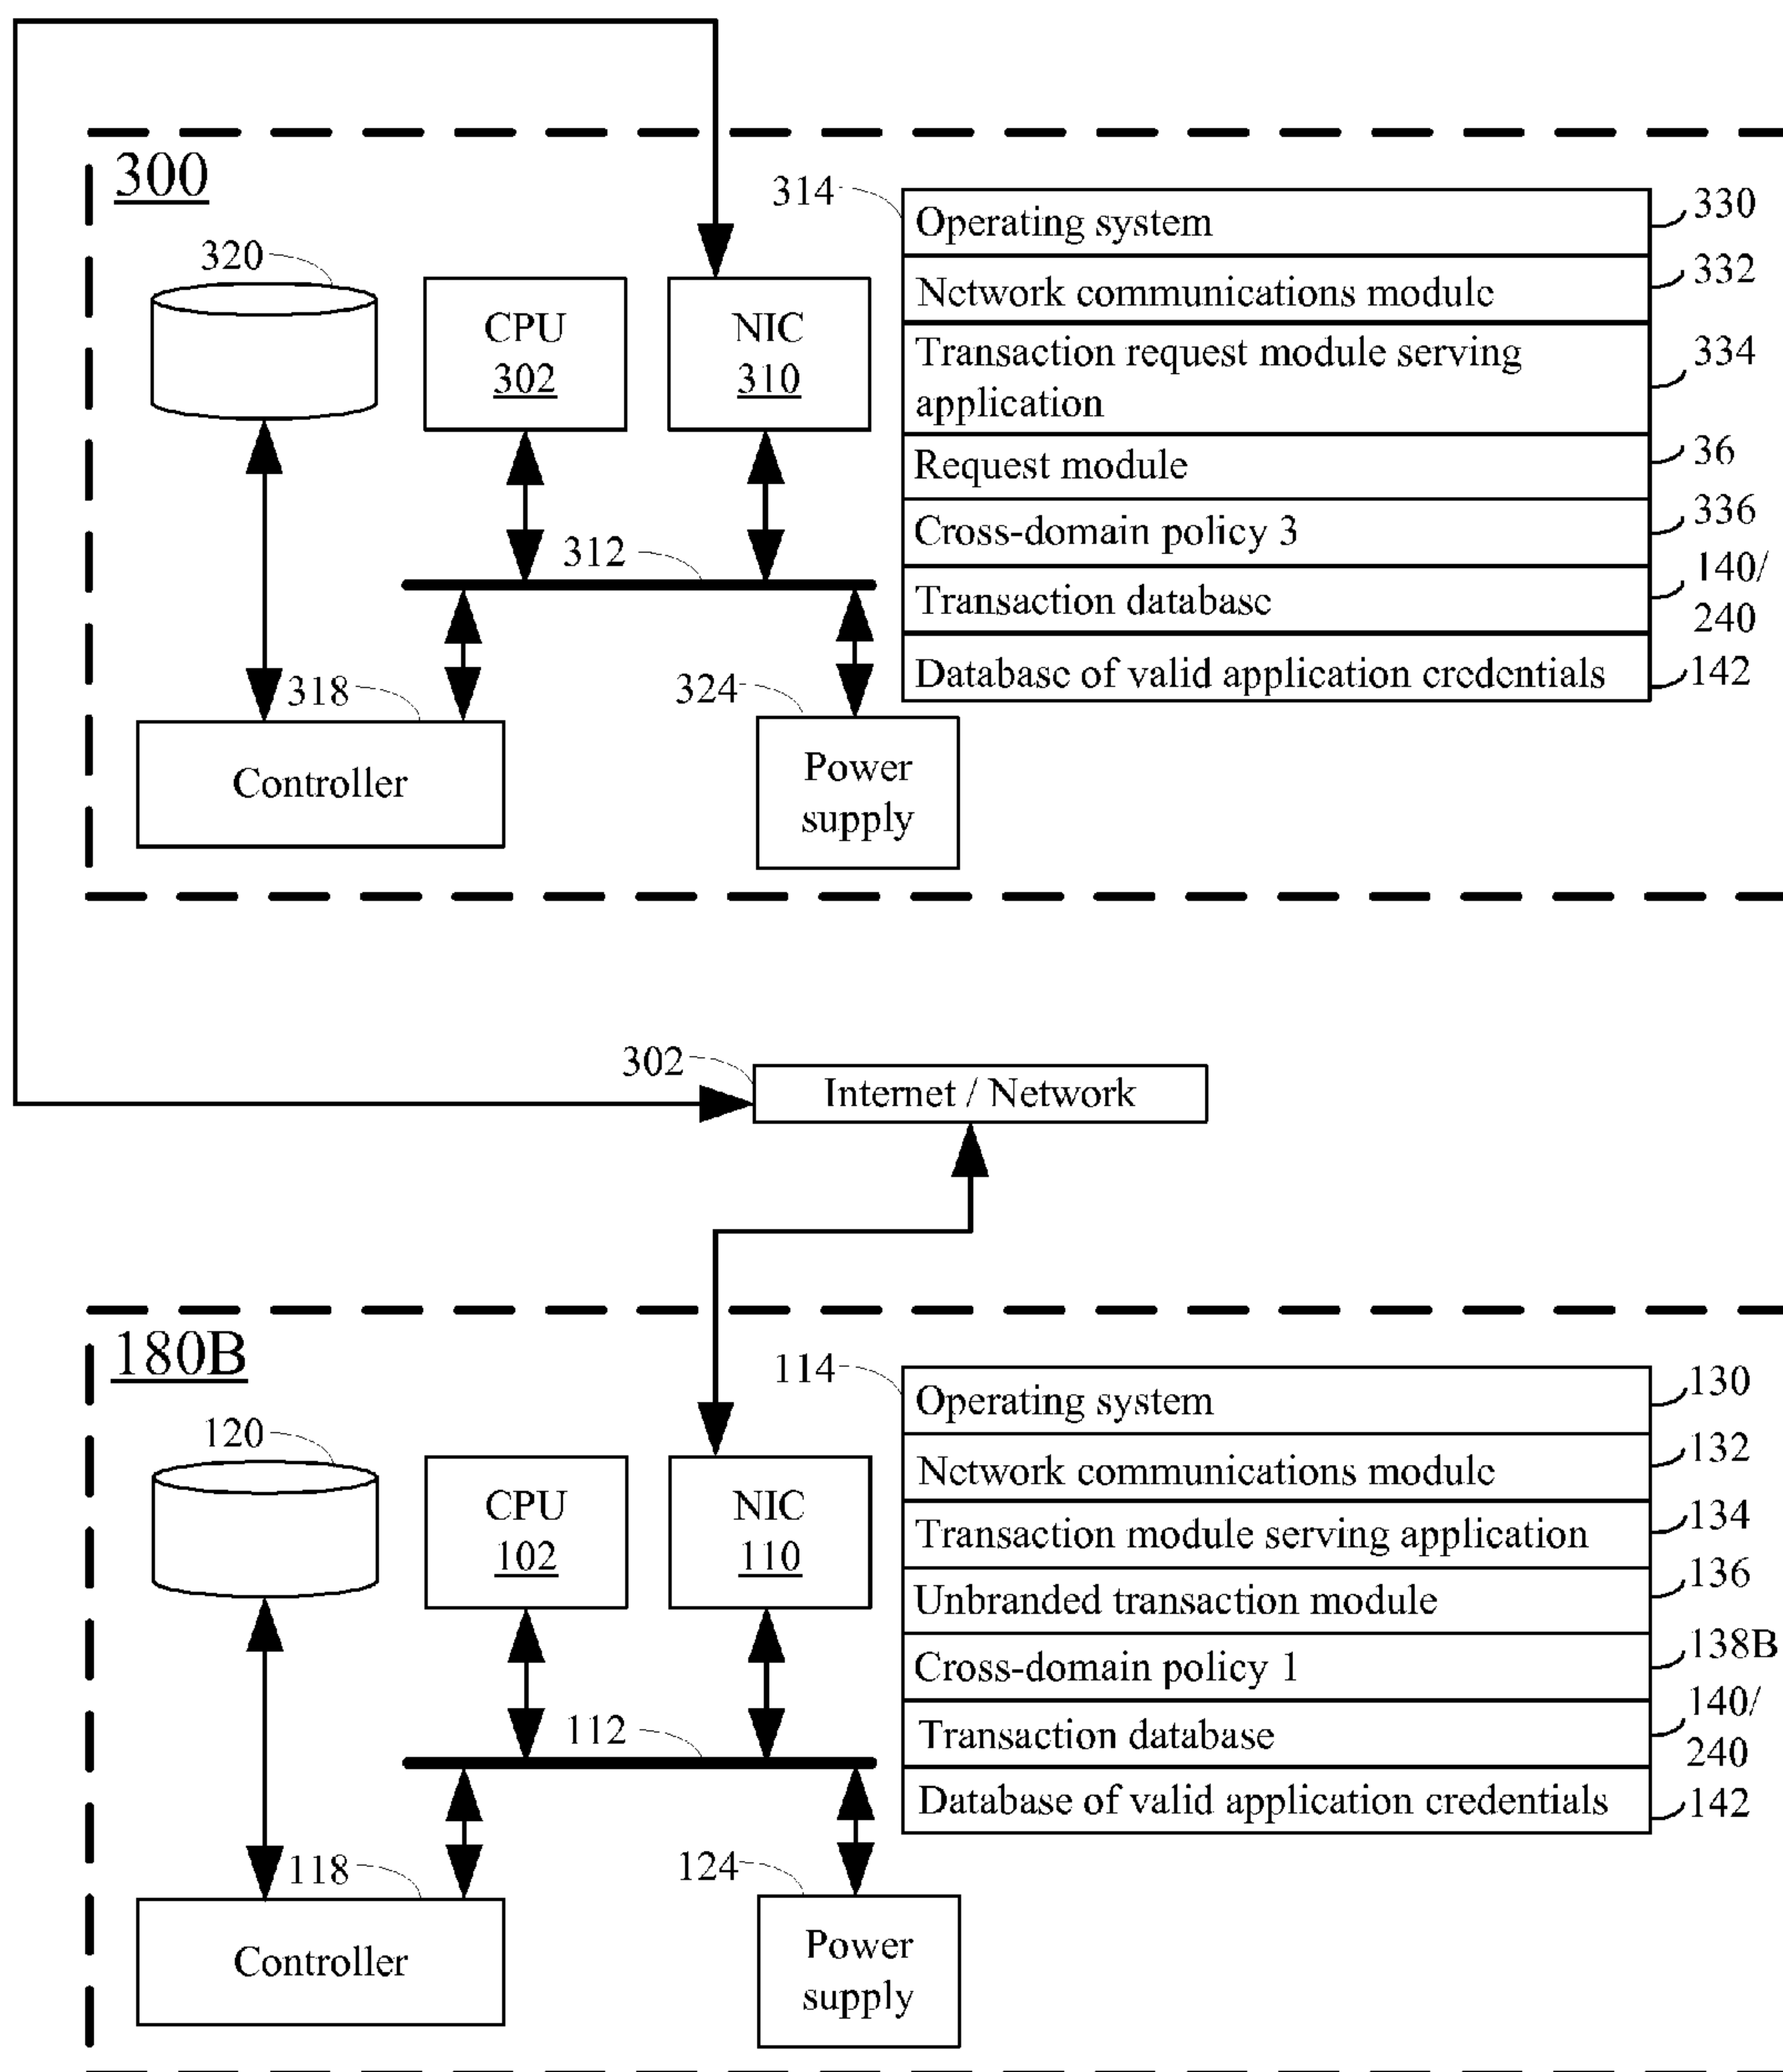 300
314
Operating system
330
320
Network communications module
332
CPU
302
NIC
310
Transaction request module serving
application
334
Request module
36
Cross-domain policy 3
336
312
Transaction database
140/
240
318
324
Database of valid application credentials
142
Controller
Power
supply
302
Internet / Network
180B
114
Operating system
130
120
Network communications module
132
CPU
102
NIC
110
Transaction module serving application
134
Unbranded transaction module
136
Cross-domain policy 1
138B
112
Transaction database
140/
240
118
124
Database of valid application credentials
142
Controller
Power
supply